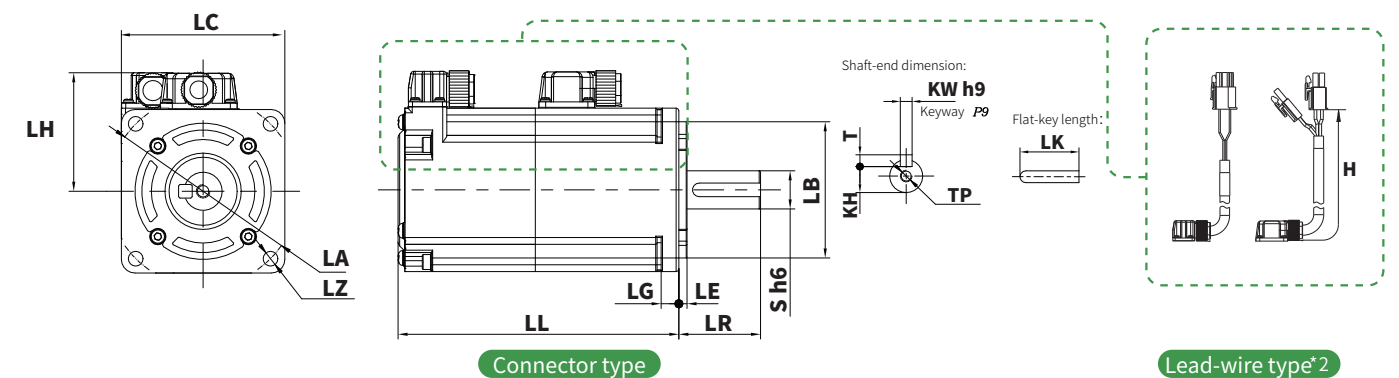 LC
LH
LA
LZ
LG
LE
LL
LR
LB
S h6
Shaft-end dimension:
KW h9
Keyway P9
T
KH
TP
Flat-key length:
LK
H
Connector type
Lead-wire type*2